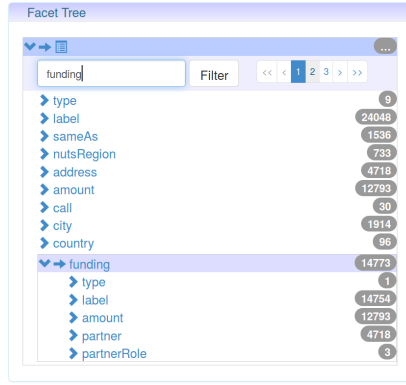 Facet Tree
...
funding Filter << < 1 2 3 > >>
type 9
label 24048
sameAs 1536
nutsRegion 733
address 4718
amount 12793
call 30
city 1914
country 96
funding 14773
type 1
label 14754
amount 12793
partner 4718
partnerRole 3